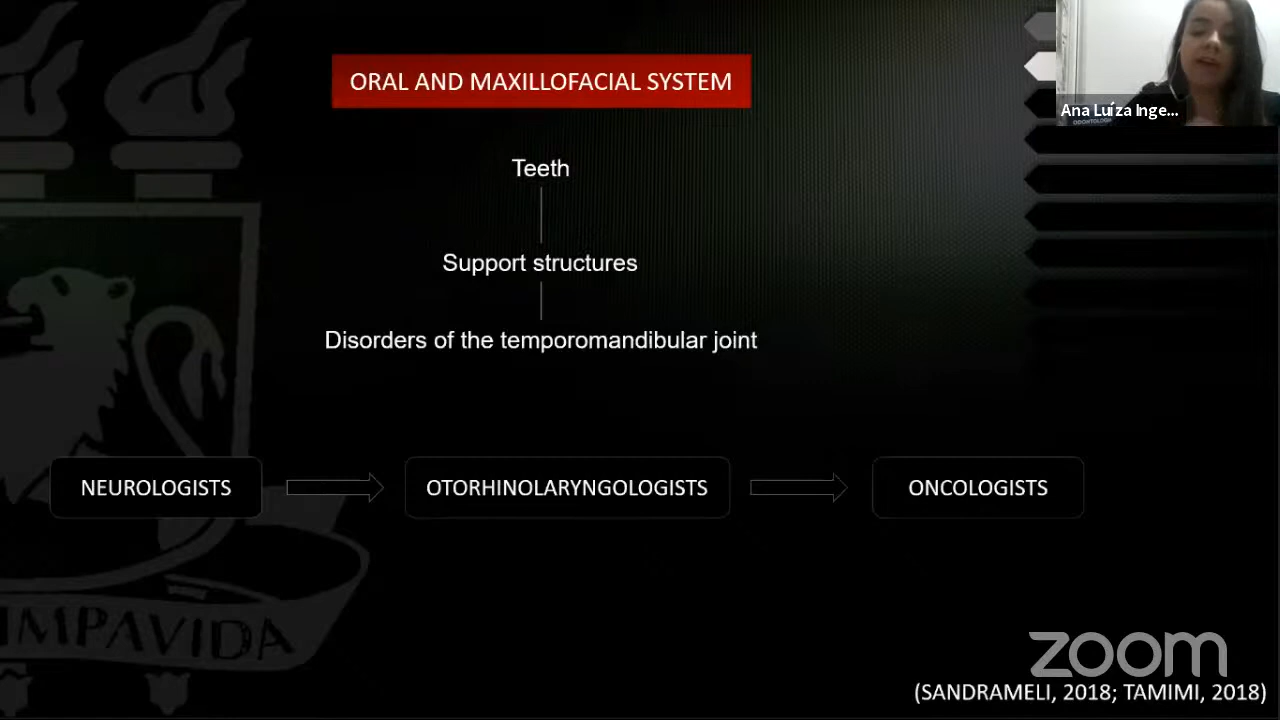 ORAL AND MAXILLOFACIAL SYSTEM
Ana Luíza Inge...
ODONTOLOGIA
Teeth
Support structures
Disorders of the temporomandibular joint
NEUROLOGISTS
OTORHINOLARYNGOLOGISTS
ONCOLOGISTS
IMPAVIDA
zoom
(SANDRAMELI, 2018; TAMIMI, 2018)